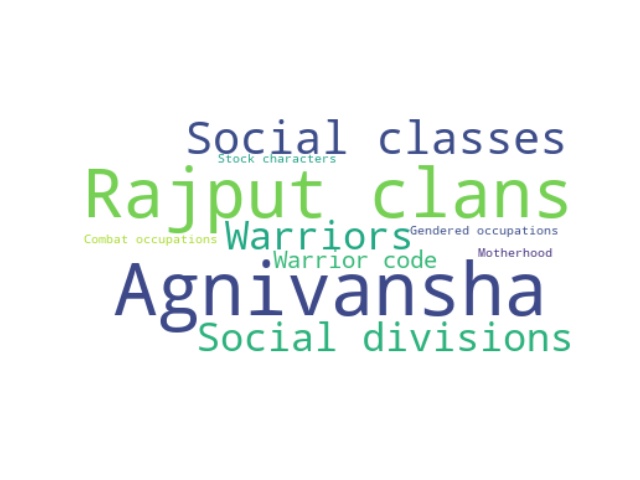 Social classes
Stock characters
Rajput clans
Warriors
Gendered occupations
Combat occupations
Motherhood
Warrior code
Agnivansha
Social divisions